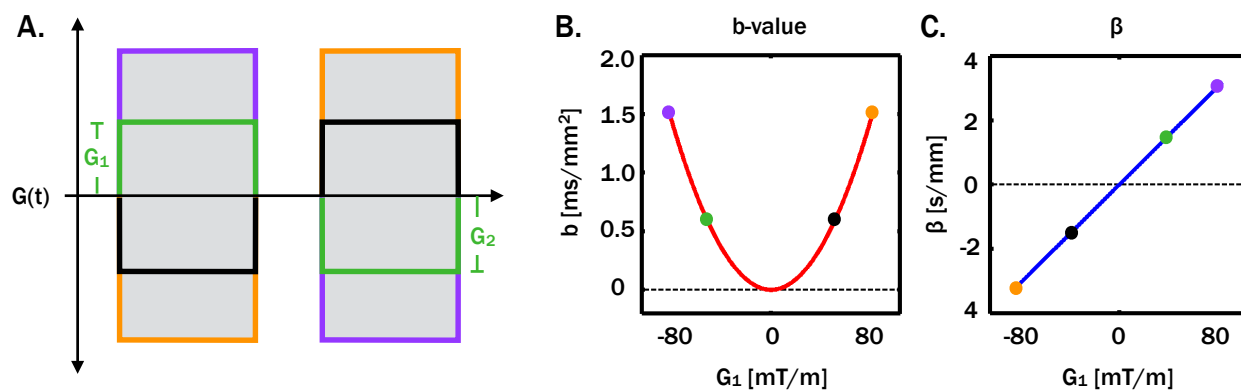 A.
G₁
G(t)
G₂
B.
b-value
b [ms/mm²]
2.0
1.5
1.0
0.5
0
-80
0
80
G₁ [mT/m]
C.
β
β [s/mm]
4
2
0
-2
4
-80
0
80
G₁ [mT/m]